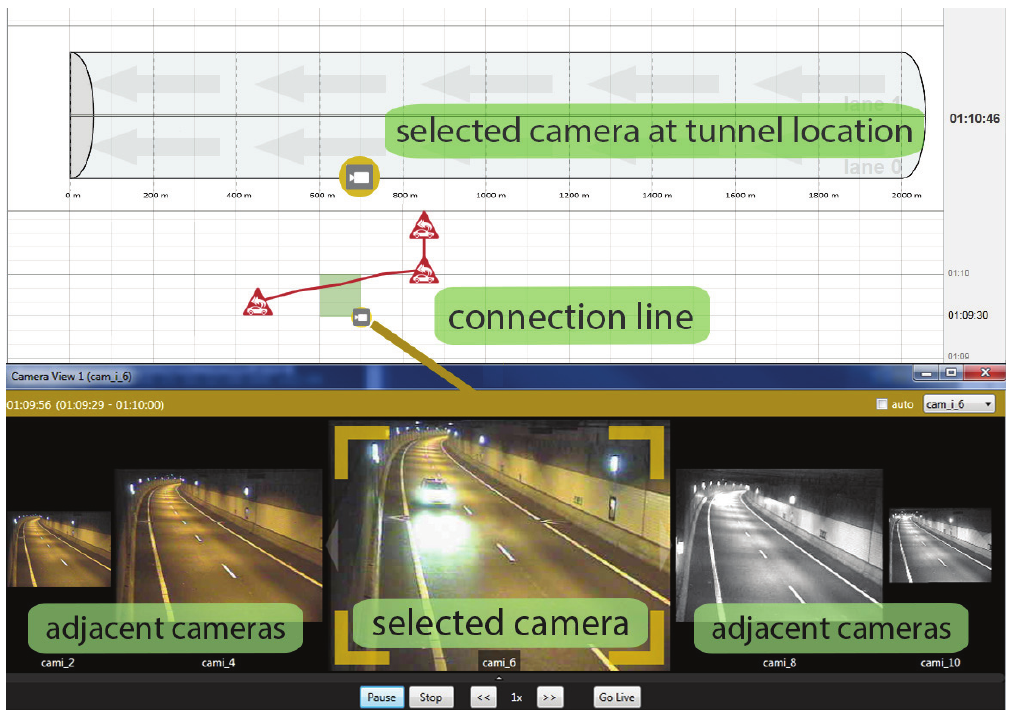 lane 1
01:10:46
selected camera at tunnel location
lane 0
0 m 200 m 400 m 600 m 800 m 1000 m 1200 m 1400 m 1600 m 1800 m 2000 m
01:10
connection line
01:09:30
01:09
Camera View 1 (cam_i_6)
01:09:56 (01:09:29 - 01:10:00)
auto
cam_i_6
adjacent cameras
selected camera
adjacent cameras
cami_2
cami_4
cami_6
cami_8
cami_10
Pause Stop << 1x >> Go Live